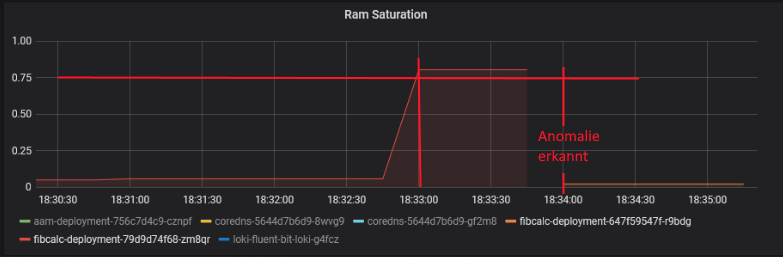 Ram Saturation
1.00
0.75
0.50
0.25
0
Anomalie
erkannt
18:30:30 18:31:00 18:31:30 18:32:00 18:32:30 18:33:00 18:33:30 18:34:00 18:34:30 18:35:00
aam-deployment-756c7d4c9-cznpf coredns-5644d7b6d9-8wvg9 coredns-5644d7b6d9-gf2m8 fibcalc-deployment-647f59547f-r9bdg
fibcalc-deployment-79d9d74f68-zm8qr loki-fluent-bit-loki-g4fcz